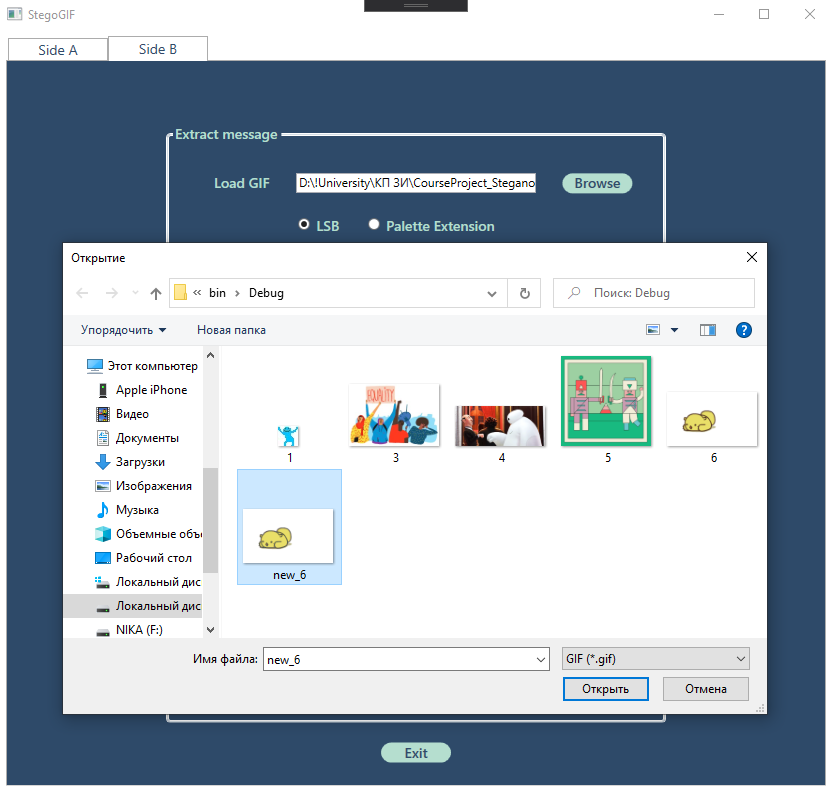 StegoGIF
Side A
Side B
Extract message
Load GIF
D:\!University\КП ЗИ\CourseProject_Stegano
Browse
LSB
Palette Extension
Открытие
« bin › Debug
Поиск: Debug
Упорядочить
Новая папка
?
Этот компьютер
Apple iPhone
Видео
Документы
Загрузки
Изображения
Музыка
Объемные объ
Рабочий стол
Локальный дис
Локальный дис
NIKA (F:)
EQUALITY
1
3
4
5
6
new_6
Имя файла:
new_6
GIF (*.gif)
Открыть
Отмена
Exit